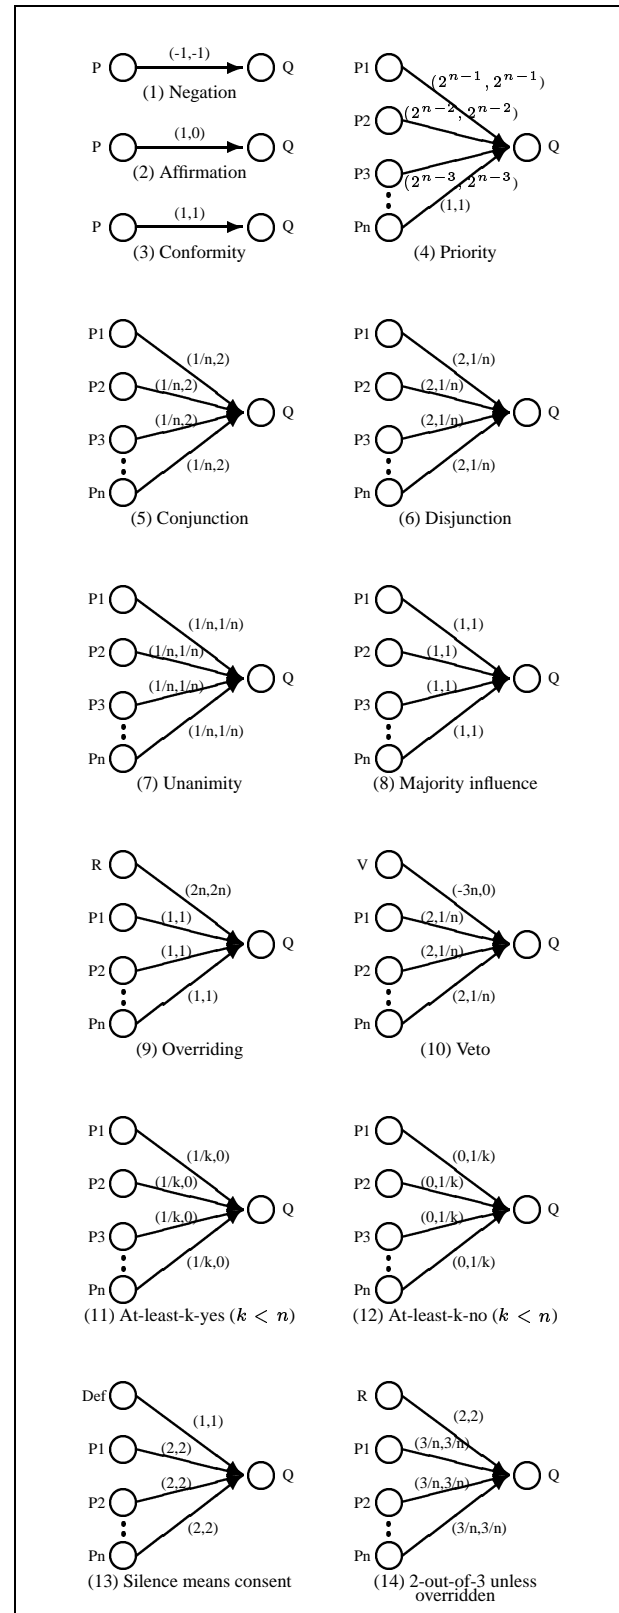 P (-1,-1) Q
(1) Negation
P (1,0) Q
(2) Affirmation
P (1,1) Q
(3) Conformity
P1 (2^{n-1}, 2^{n-1})
P2 (2^{n-2}, 2^{n-2})
Q
P3 (2^{n-3}, 2^{n-3})
(1,1)
Pn
(4) Priority
P1 (1/n,2)
P2 (1/n,2)
Q
P3 (1/n,2)
Pn (1/n,2)
(5) Conjunction
P1 (2,1/n)
P2 (2,1/n)
Q
P3 (2,1/n)
Pn (2,1/n)
(6) Disjunction
P1 (1/n,1/n)
P2 (1/n,1/n)
Q
P3 (1/n,1/n)
Pn (1/n,1/n)
(7) Unanimity
P1 (1,1)
P2 (1,1)
Q
P3 (1,1)
Pn (1,1)
(8) Majority influence
R (2n,2n)
P1 (1,1)
Q
P2 (1,1)
Pn (1,1)
(9) Overriding
V (-3n,0)
P1 (2,1/n)
Q
P2 (2,1/n)
Pn (2,1/n)
(10) Veto
P1 (1/k,0)
P2 (1/k,0)
Q
P3 (1/k,0)
Pn (1/k,0)
(11) At-least-k-yes (k < n)
P1 (0,1/k)
P2 (0,1/k)
Q
P3 (0,1/k)
Pn (0,1/k)
(12) At-least-k-no (k < n)
Def (1,1)
P1 (2,2)
Q
P2 (2,2)
Pn (2,2)
(13) Silence means consent
R (2,2)
P1 (3/n,3/n)
Q
P2 (3/n,3/n)
Pn (3/n,3/n)
(14) 2-out-of-3 unless
overridden